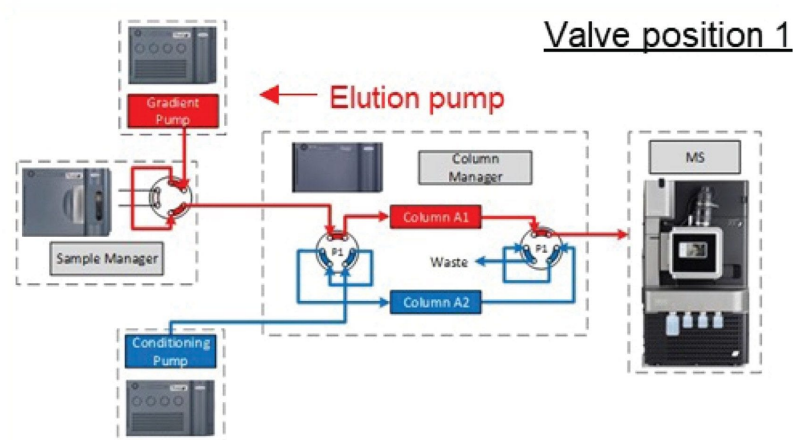 Valve position 1
Gradient
Pump
Elution pump
Column
Manager
MS
Sample Manager
Column A1
P1
P1
Waste
Column A2
Conditioning
Pump